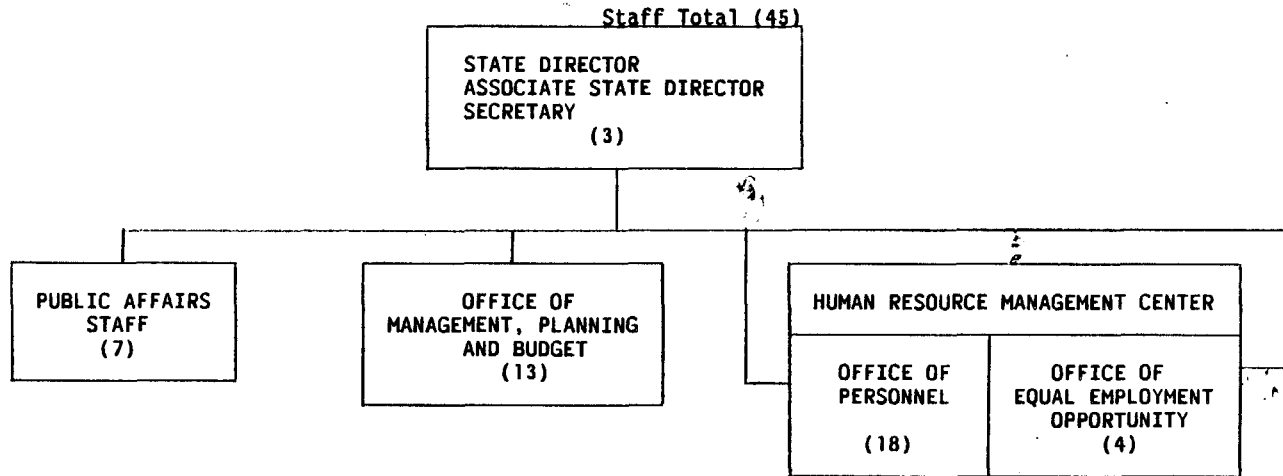 Staff Total (45)
STATE DIRECTOR
ASSOCIATE STATE DIRECTOR
SECRETARY
(3)
PUBLIC AFFAIRS
STAFF
(7)
OFFICE OF
MANAGEMENT, PLANNING
AND BUDGET
(13)
HUMAN RESOURCE MANAGEMENT CENTER
OFFICE OF
PERSONNEL
(18)
OFFICE OF
EQUAL EMPLOYMENT
OPPORTUNITY
(4)